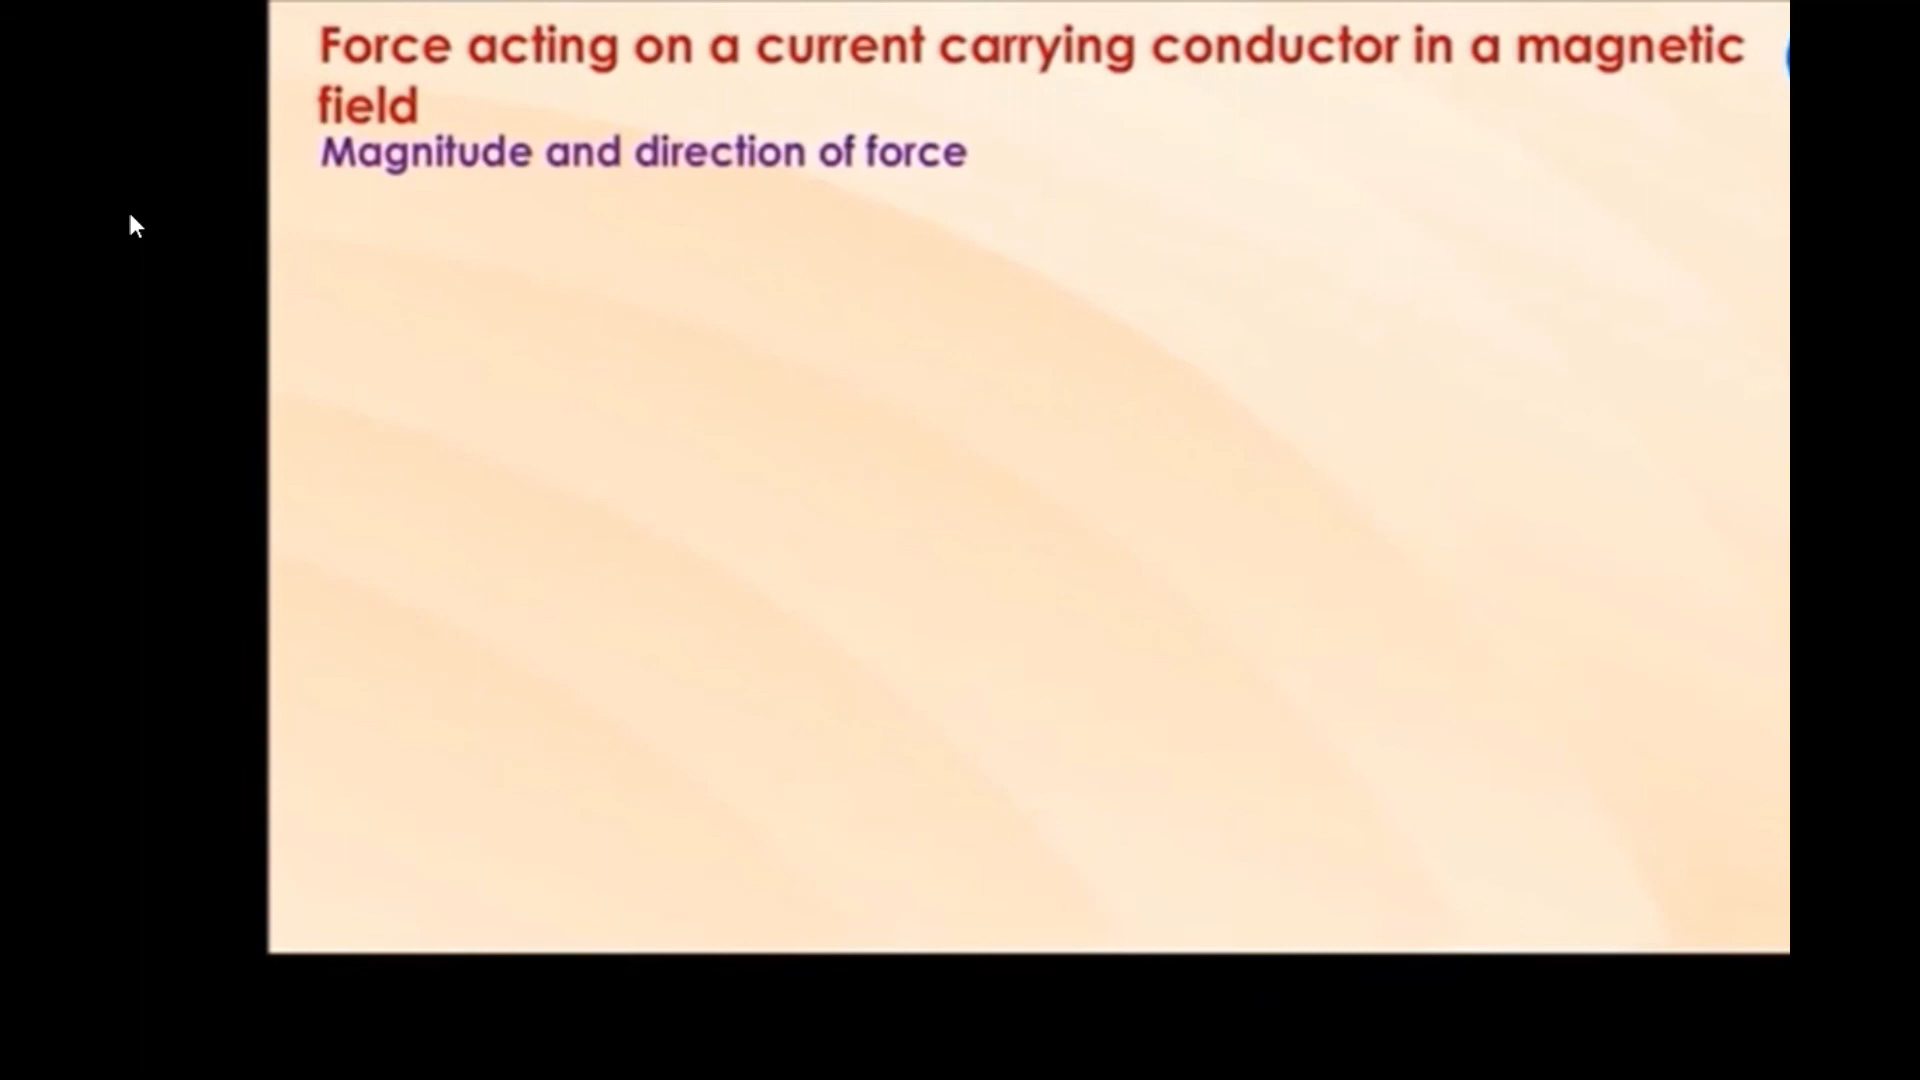 Force acting on a current carrying conductor in a magnetic
field
Magnitude and direction of force